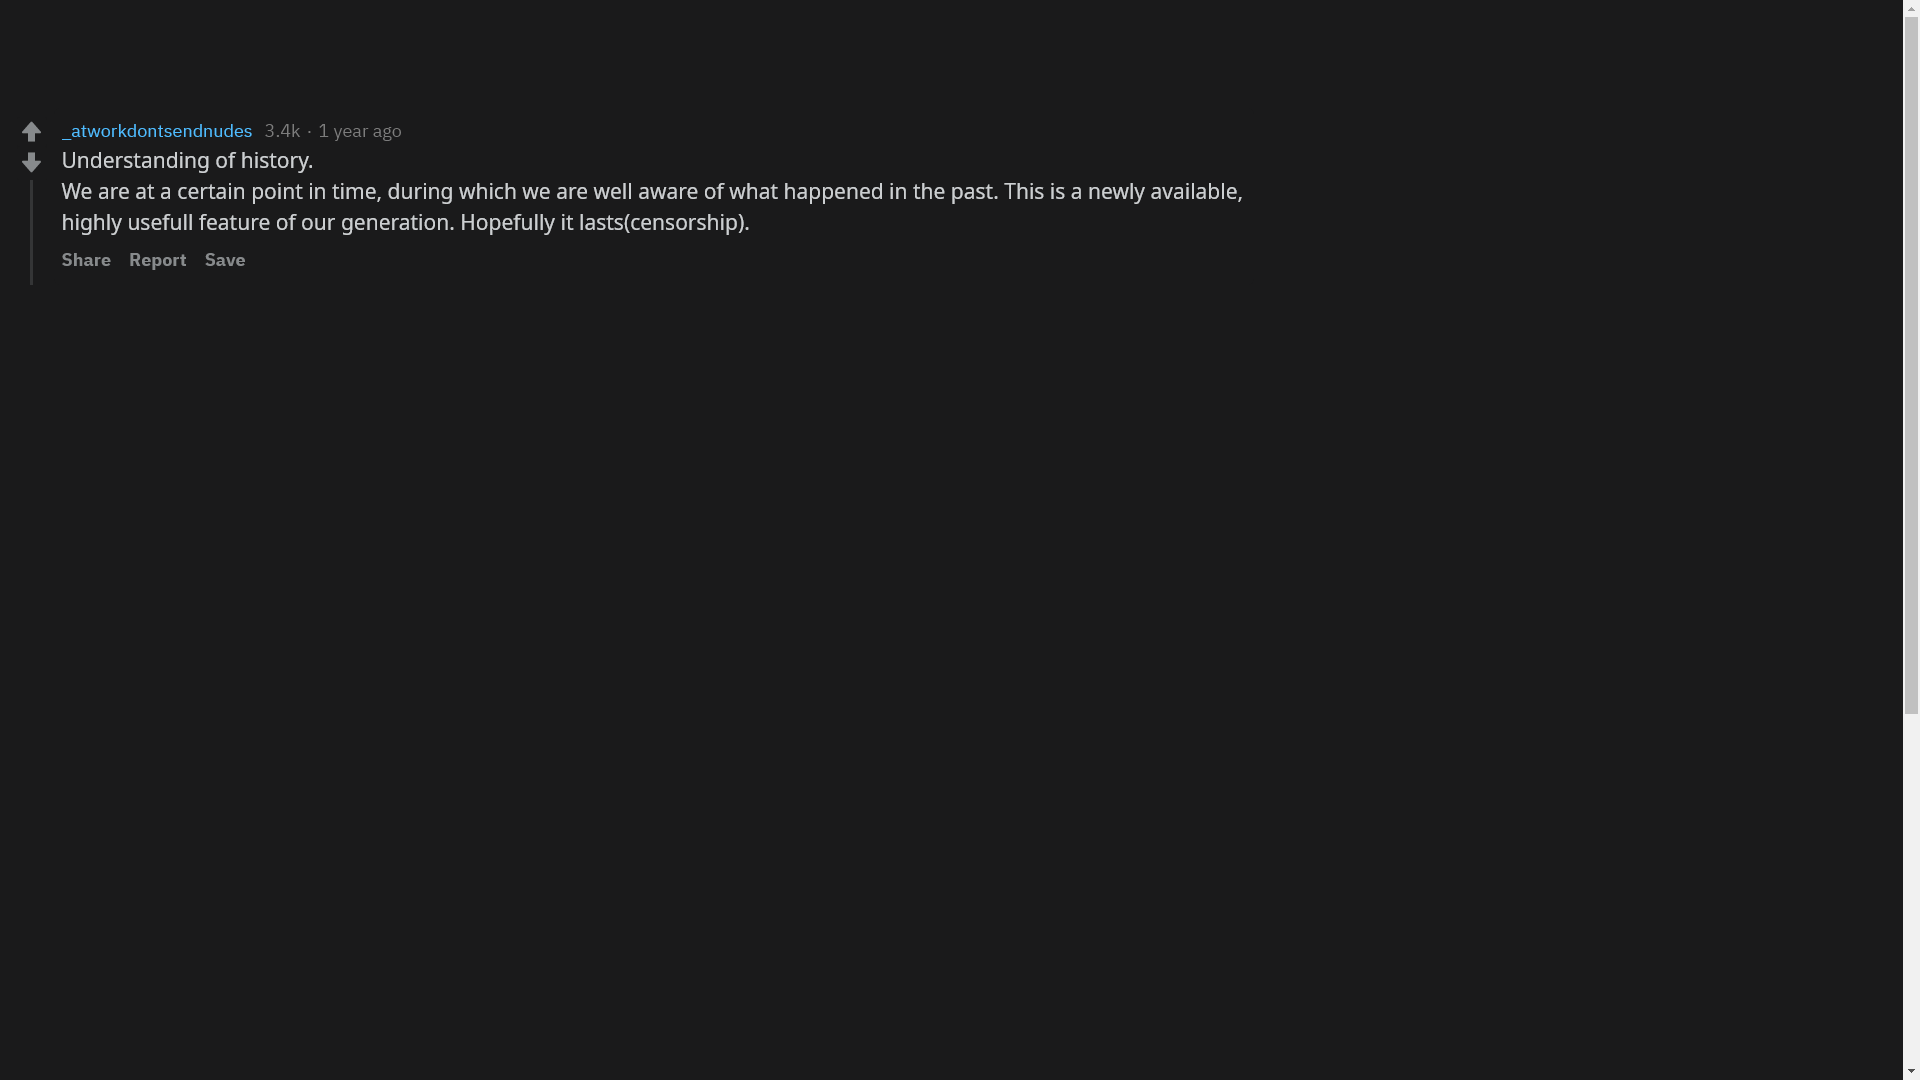 _atworkdontsendnudes 3.4k · 1 year ago
Understanding of history.
We are at a certain point in time, during which we are well aware of what happened in the past. This is a newly available,
highly usefull feature of our generation. Hopefully it lasts(censorship).
Share Report Save